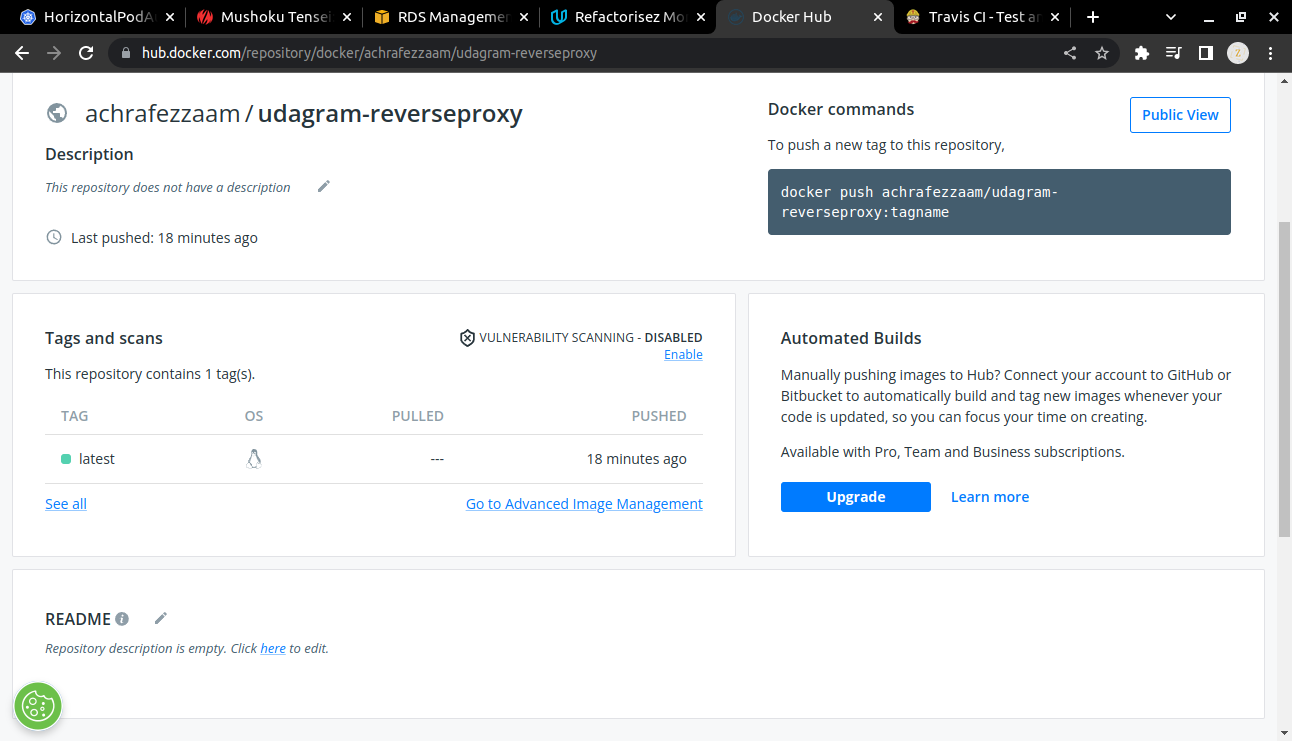 HorizontalPodA
Mushoku Tensei
RDS Managemen
Refactorisez Mo
Docker Hub
Travis CI - Test an
hub.docker.com/repository/docker/achrafezzaam/udagram-reverseproxy
Z
achrafezzaam / udagram-reverseproxy
Description
This repository does not have a description
Last pushed: 18 minutes ago
Docker commands
Public View
To push a new tag to this repository,
docker push achrafezzaam/udagram-
reverseproxy:tagname
Tags and scans
VULNERABILITY SCANNING - DISABLED
Enable
This repository contains 1 tag(s).
TAG OS PULLED PUSHED
latest --- 18 minutes ago
See all
Go to Advanced Image Management
Automated Builds
Manually pushing images to Hub? Connect your account to GitHub or
Bitbucket to automatically build and tag new images whenever your
code is updated, so you can focus your time on creating.
Available with Pro, Team and Business subscriptions.
Upgrade
Learn more
README
Repository description is empty. Click here to edit.